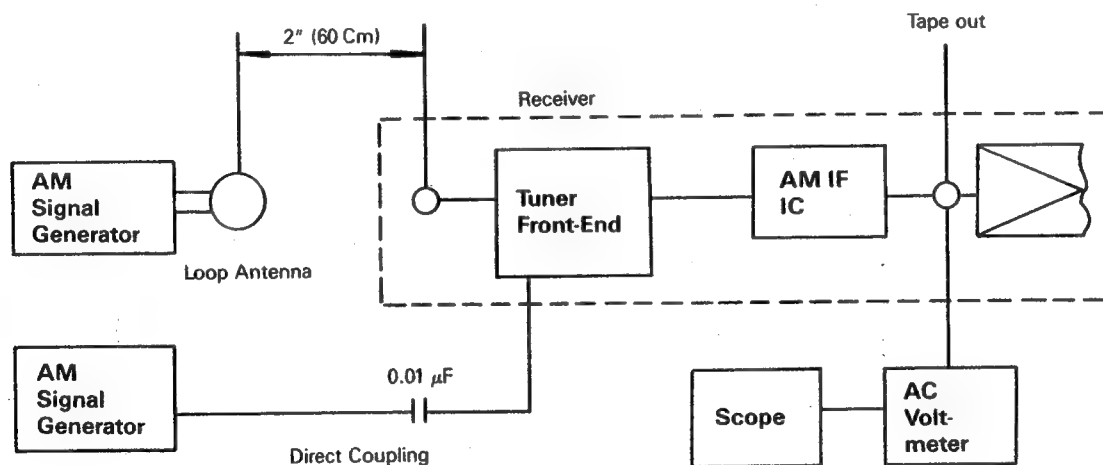 Tape out
2" (60 Cm)
Receiver
AM
Signal
Generator
Loop Antenna
Tuner
Front-End
AM IF
IC
AM
Signal
Generator
0.01 µF
Direct Coupling
Scope
AC
Volt-
meter